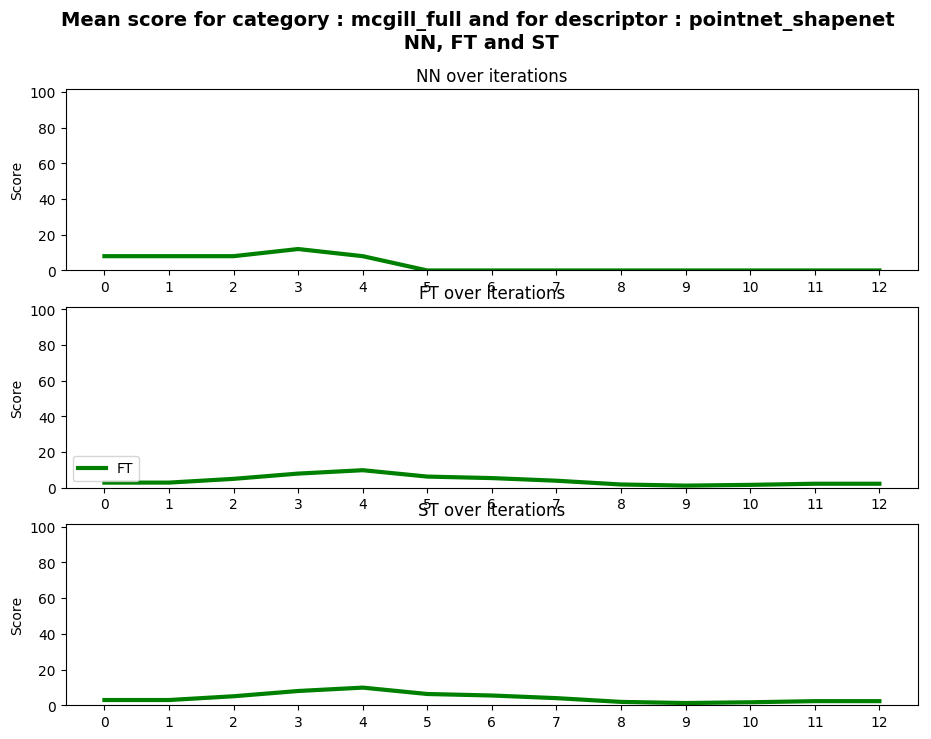 Mean score for category : mcgill_full and for descriptor : pointnet_shapenet
NN, FT and ST
NN over iterations
100
80
60
40
20
0
Score
0 1 2 3 4 5 6 7 8 9 10 11 12
FT over iterations
100
80
60
40
20
0
Score
FT
0 1 2 3 4 5 6 7 8 9 10 11 12
ST over iterations
100
80
60
40
20
0
Score
0 1 2 3 4 5 6 7 8 9 10 11 12